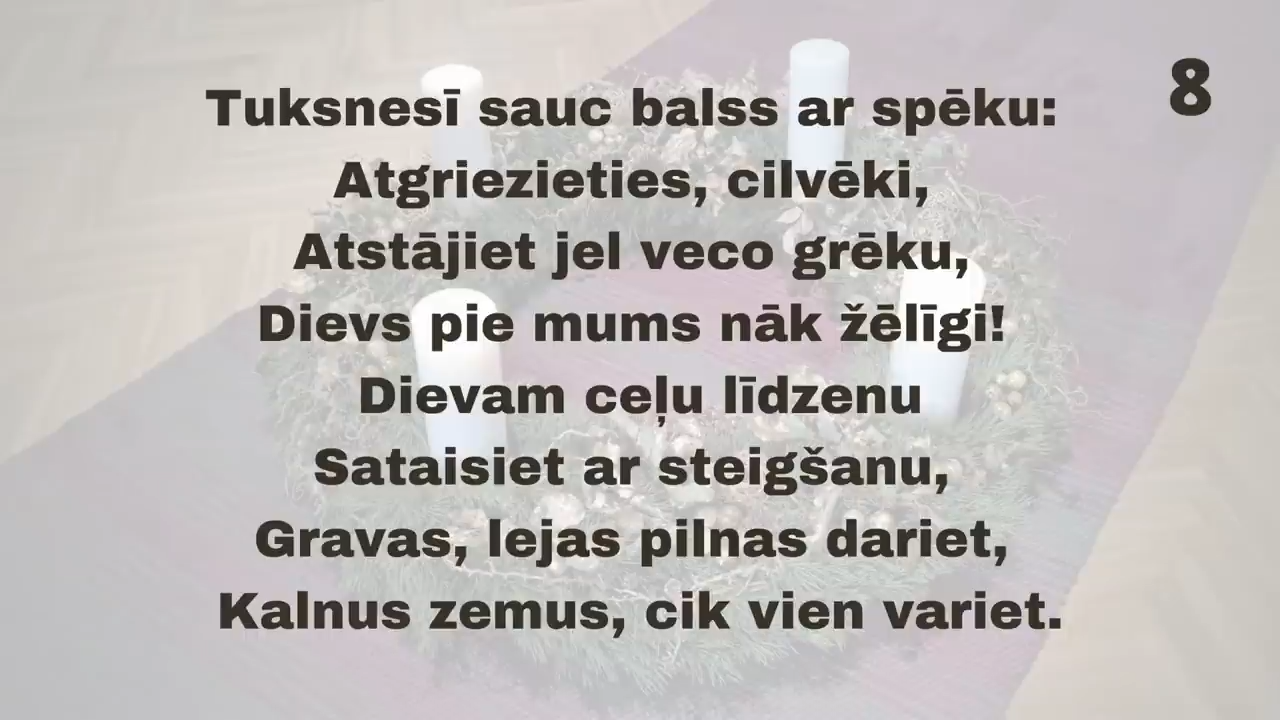 8
Tuksnesī sauc balss ar spēku:
Atgriezieties, cilvēki,
Atstājiet jel veco grēku,
Dievs pie mums nāk žēlīgi!
Dievam ceļu līdzenu
Sataisiet ar steigšanu,
Gravas, lejas pilnas dariet,
Kalnus zemus, cik vien variet.